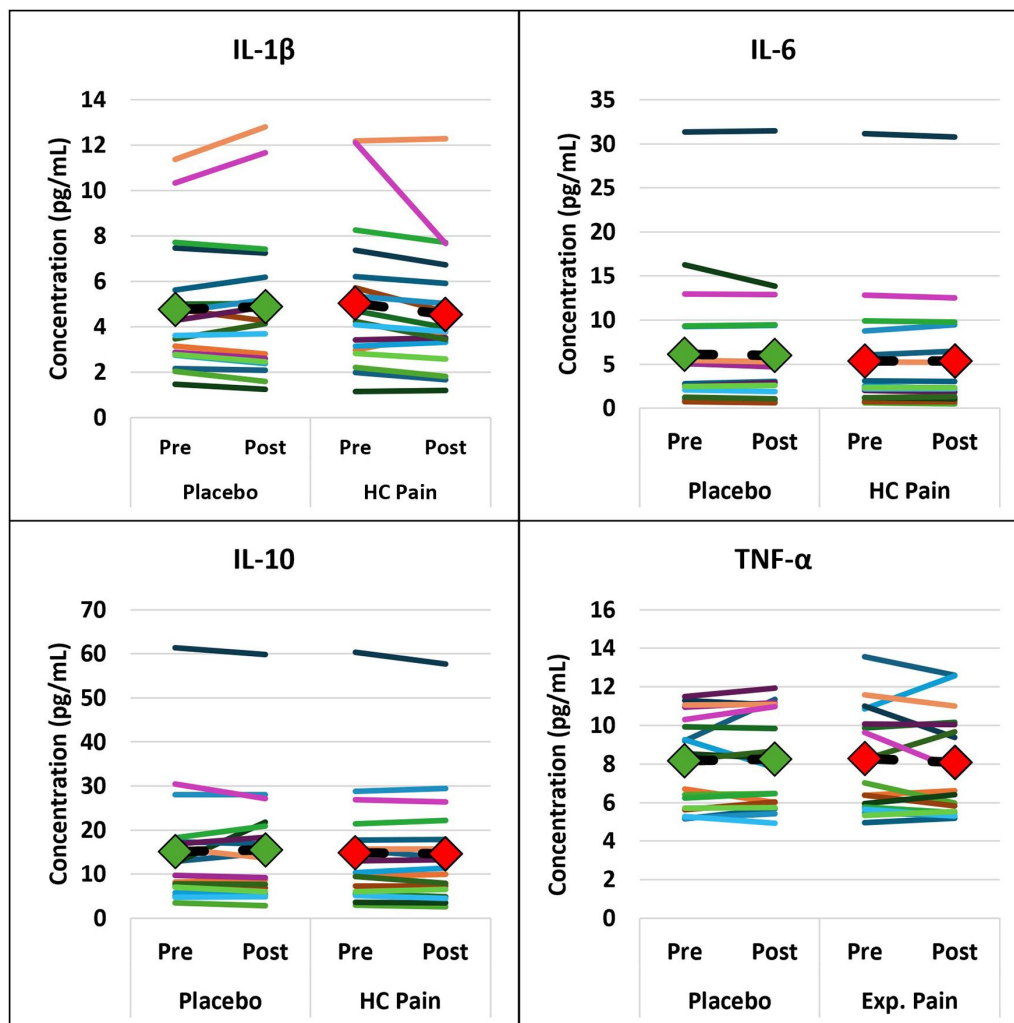 IL-1β
Concentration (pg/mL)
14
12
10
8
6
4
2
0
Pre Post Pre Post
Placebo HC Pain
IL-6
Concentration (pg/mL)
35
30
25
20
15
10
5
0
Pre Post Pre Post
Placebo HC Pain
IL-10
Concentration (pg/mL)
70
60
50
40
30
20
10
0
Pre Post Pre Post
Placebo HC Pain
TNF-α
Concentration (pg/mL)
16
14
12
10
8
6
4
2
0
Pre Post Pre Post
Placebo Exp. Pain